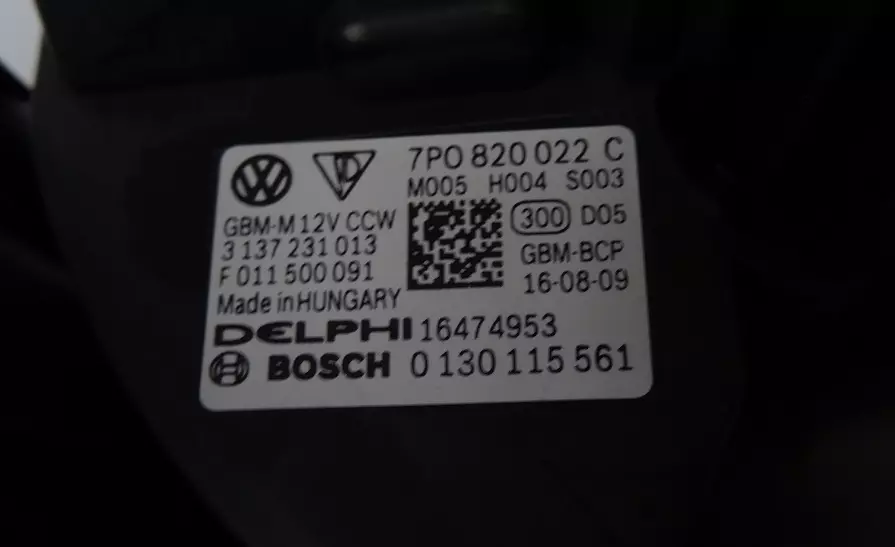 7P0 820 022 C
M005 H004 S003
GBM-M 12V CCW
3 137 231 013
F 011 500 091
Made in HUNGARY
300 D05
GBM-BCP
16-08-09
DELPHI 16474953
BOSCH 0 130 115 561